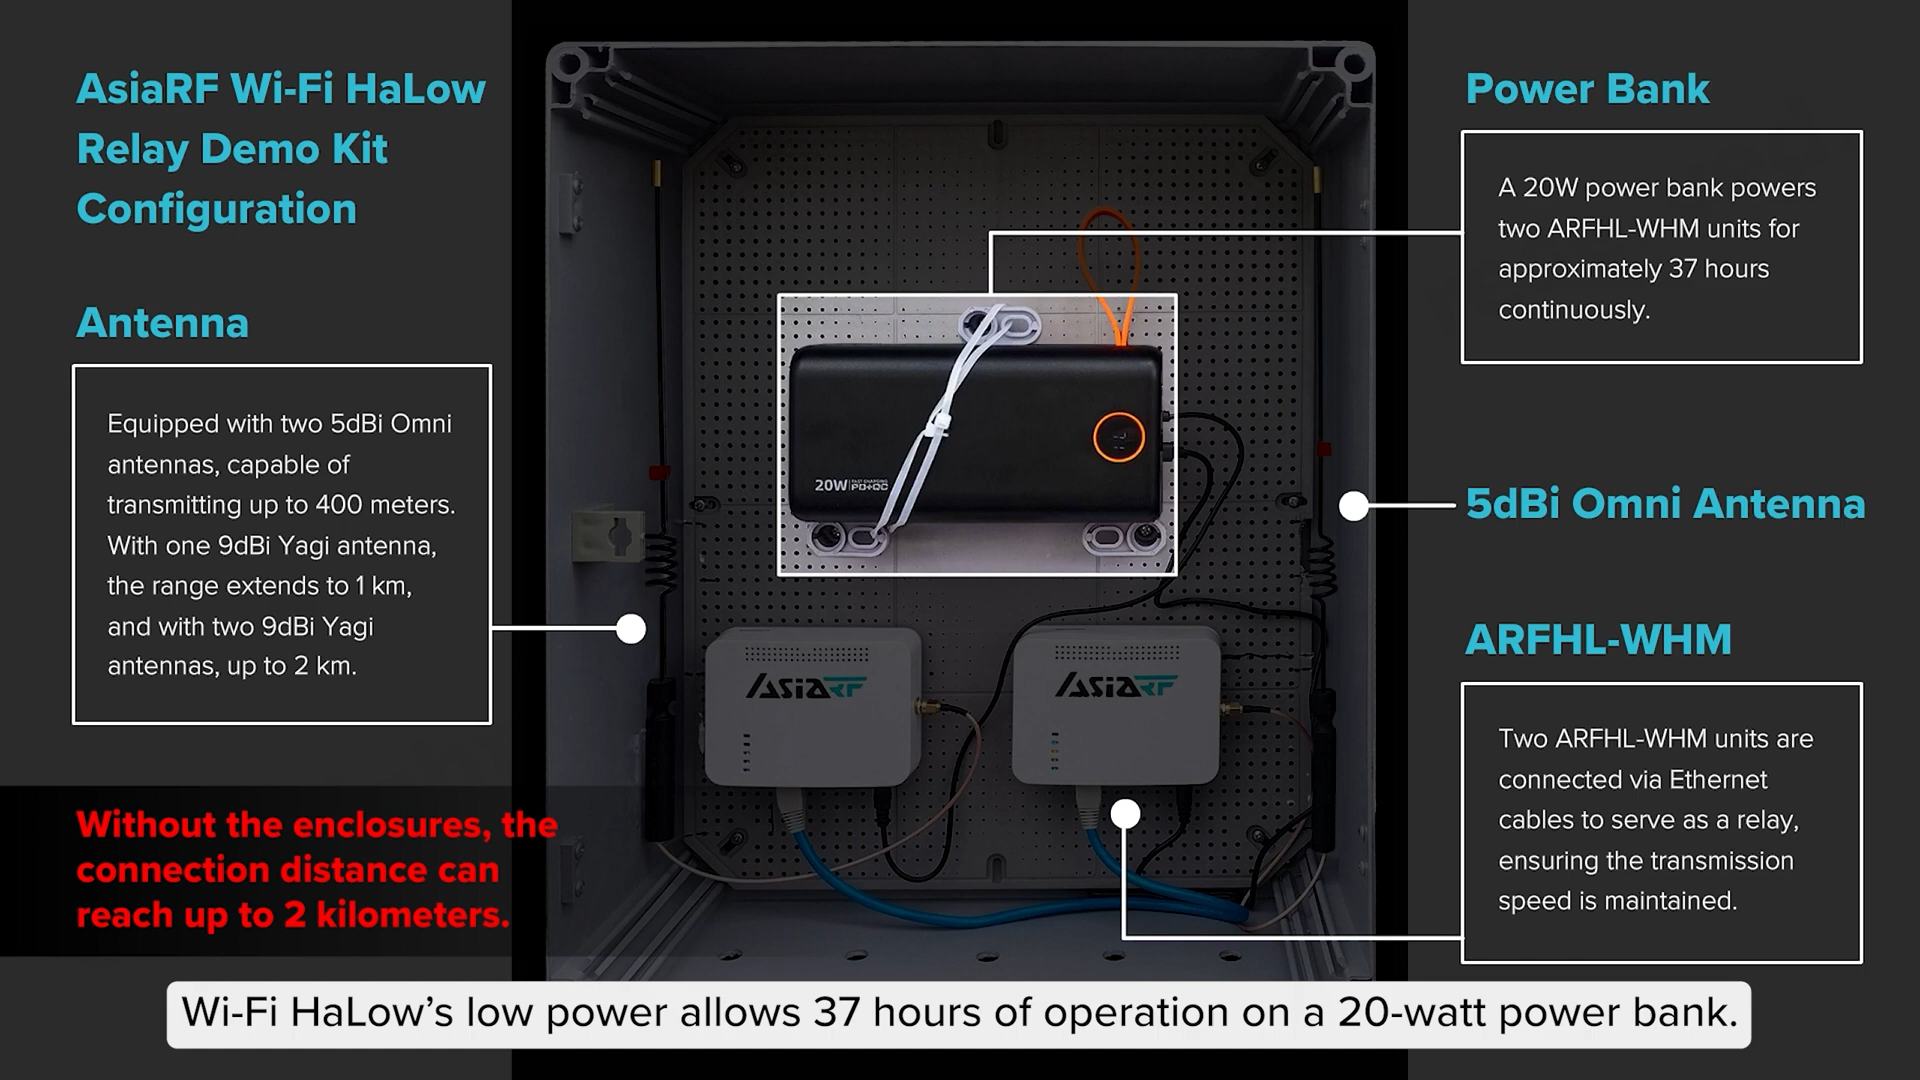 AsiaRF Wi-Fi HaLow
Relay Demo Kit
Configuration
Antenna
Equipped with two 5dBi Omni
antennas, capable of
transmitting up to 400 meters.
With one 9dBi Yagi antenna,
the range extends to 1 km,
and with two 9dBi Yagi
antennas, up to 2 km.
Without the enclosures, the
connection distance can
reach up to 2 kilometers.
20W FAST CHARGING
PD+QC
AsiaRF
AsiaRF
Power Bank
A 20W power bank powers
two ARFHL-WHM units for
approximately 37 hours
continuously.
5dBi Omni Antenna
ARFHL-WHM
Two ARFHL-WHM units are
connected via Ethernet
cables to serve as a relay,
ensuring the transmission
speed is maintained.
Wi-Fi HaLow’s low power allows 37 hours of operation on a 20-watt power bank.